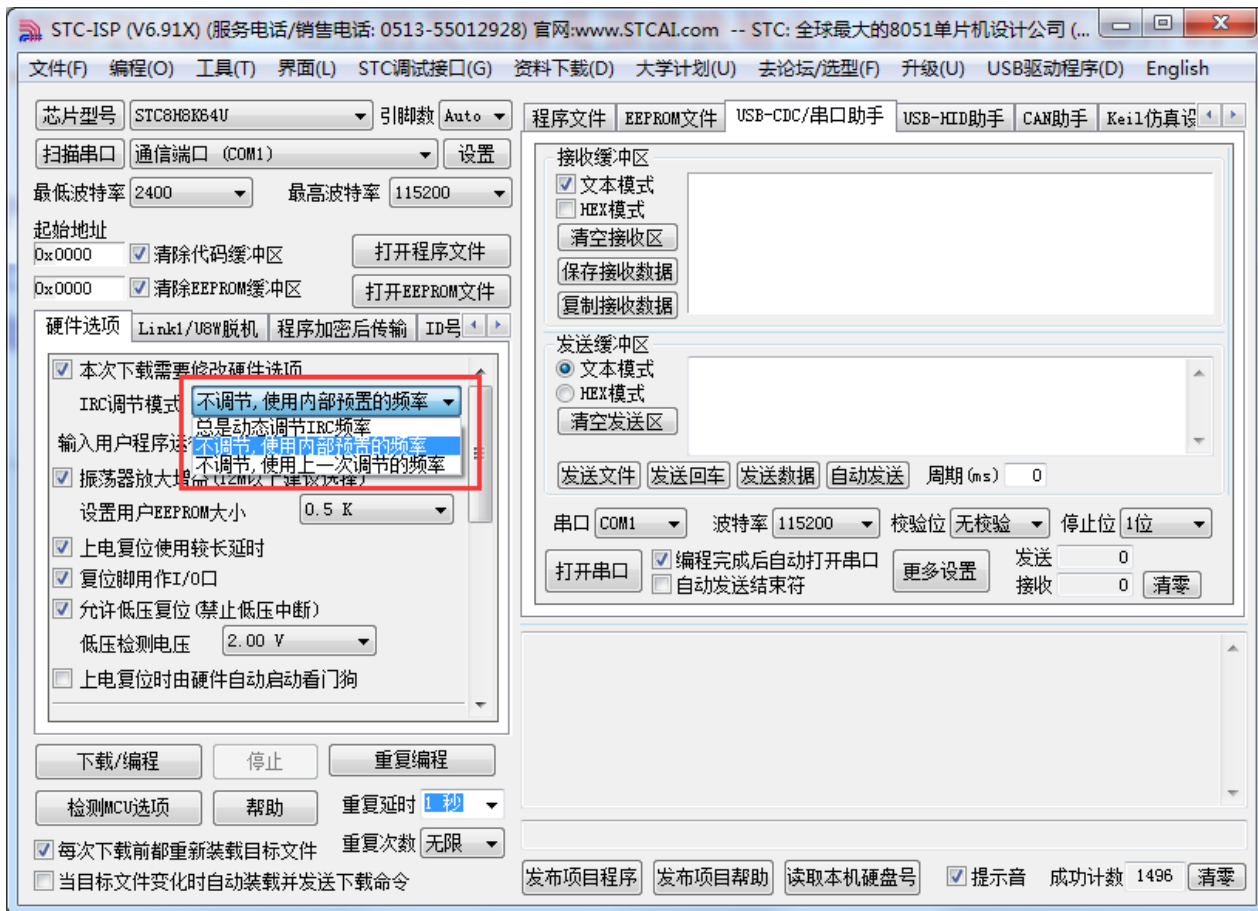 STC-ISP (V6.91X) (服务电话/销售电话: 0513-55012928) 官网:www.STCAI.com -- STC: 全球最大的8051单片机设计公司 (...
文件(F) 编程(O) 工具(T) 界面(L) STC调试接口(G) 资料下载(D) 大学计划(U) 去论坛/选型(F) 升级(U) USB驱动程序(D) English
芯片型号 STC8H8K64U 引脚数 Auto
扫描串口 通信端口 (COM1) 设置
最低波特率 2400 最高波特率 115200
起始地址
0x0000 清除代码缓冲区 打开程序文件
0x0000 清除EEPROM缓冲区 打开EEPROM文件
硬件选项 Link1/U8W脱机 程序加密后传输 ID号
本次下载需要修改硬件选项
IRC调节模式 不调节,使用内部预置的频率
总是动态调节IRC频率
输入用户程序运 不调节,使用内部预置的频率
不调节,使用上一次调节的频率
振荡器放大增益(12M以上建议选择)
设置用户EEPROM大小 0.5 K
上电复位使用较长延时
复位脚用作I/O口
允许低压复位(禁止低压中断)
低压检测电压 2.00 V
上电复位时由硬件自动启动看门狗
下载/编程 停止 重复编程
检测MCU选项 帮助 重复延时 1 秒
每次下载前都重新装载目标文件 重复次数 无限
当目标文件变化时自动装载并发送下载命令
程序文件 EEPROM文件 USB-CDC/串口助手 USB-HID助手 CAN助手 Keil仿真设
接收缓冲区
文本模式
HEX模式
清空接收区
保存接收数据
复制接收数据
发送缓冲区
文本模式
HEX模式
清空发送区
发送文件 发送回车 发送数据 自动发送 周期(ms) 0
串口 COM1 波特率 115200 校验位 无校验 停止位 1位
打开串口 编程完成后自动打开串口 更多设置 发送 0
自动发送结束符 接收 0 清零
发布项目程序 发布项目帮助 读取本机硬盘号 提示音 成功计数 1496 清零